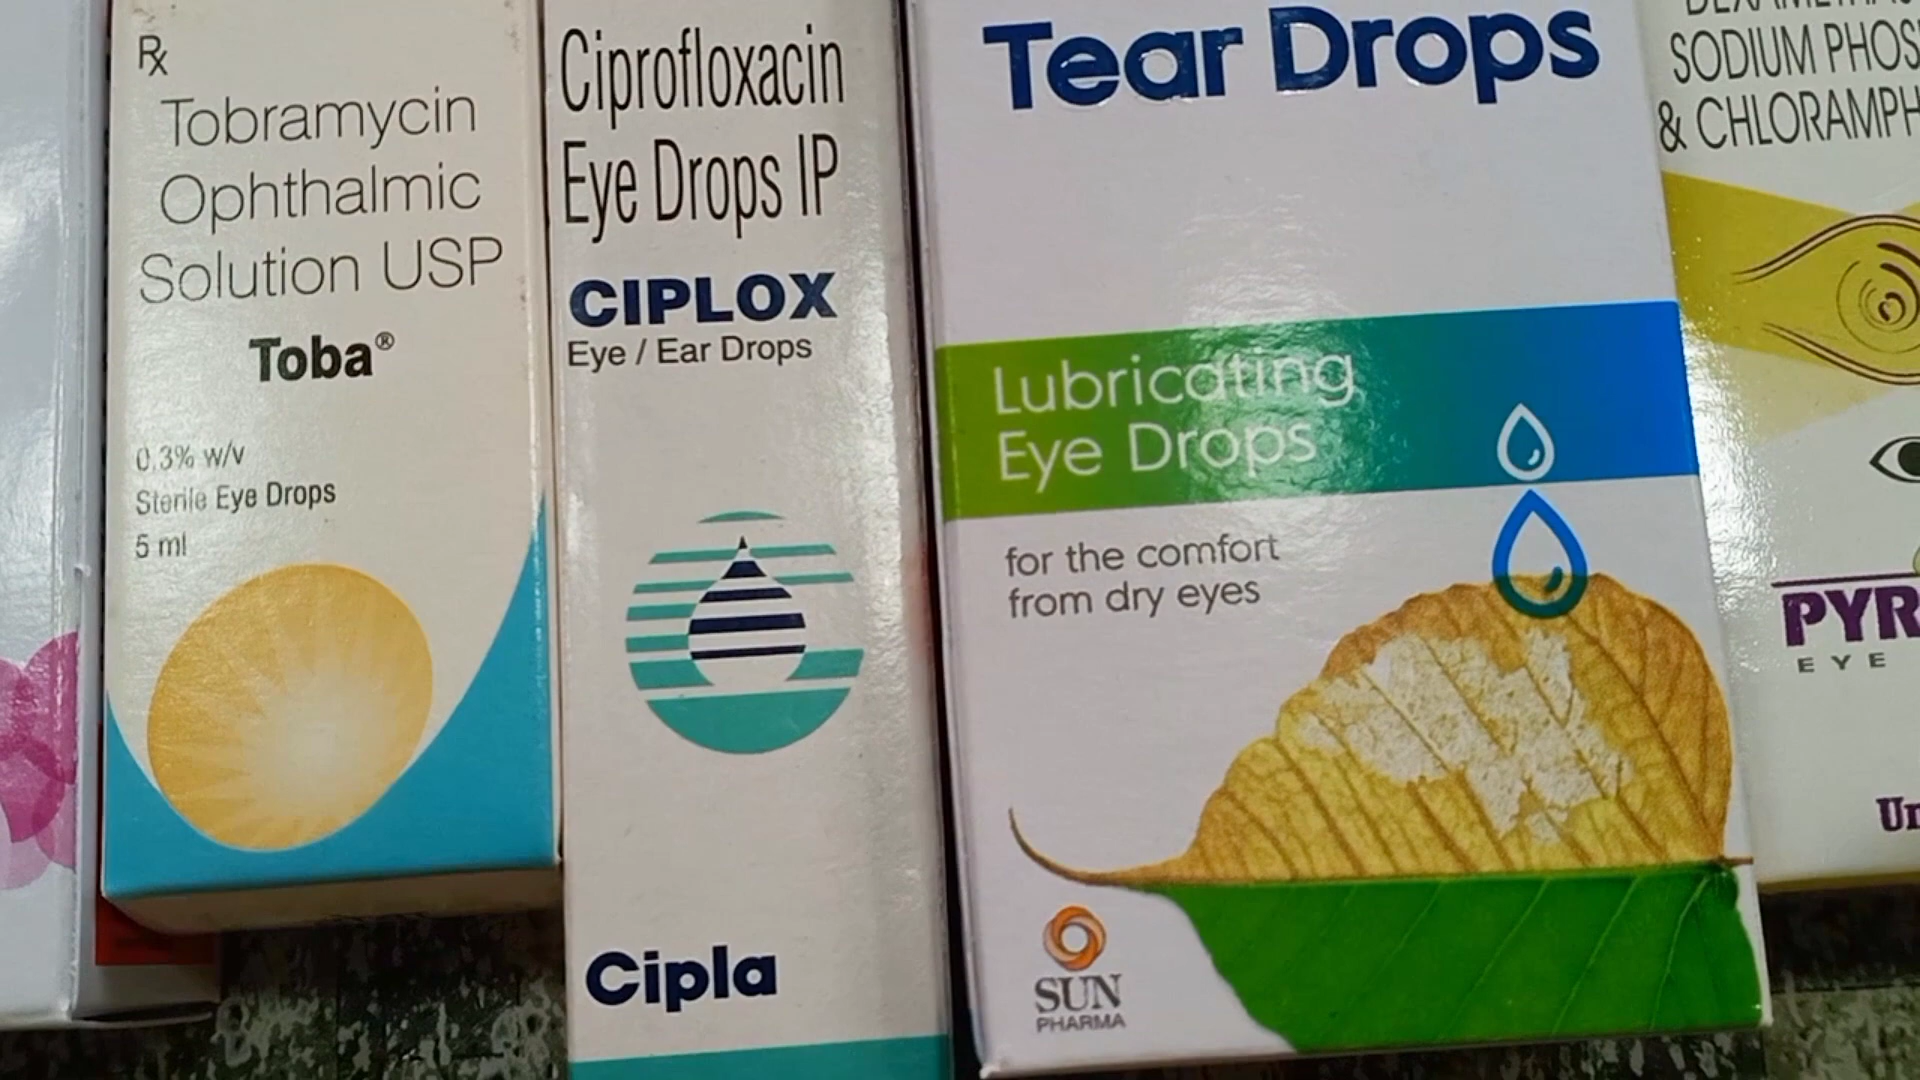 Rx
Tobramycin
Ophthalmic
Solution USP
Toba®
0.3% w/v
Sterile Eye Drops
5 ml
Ciprofloxacin
Eye Drops IP
CIPLOX
Eye / Ear Drops
Cipla
Tear Drops
Lubricating
Eye Drops
for the comfort
from dry eyes
SUN
PHARMA
SODIUM PHOS
& CHLORAMPH
PYR
EYE